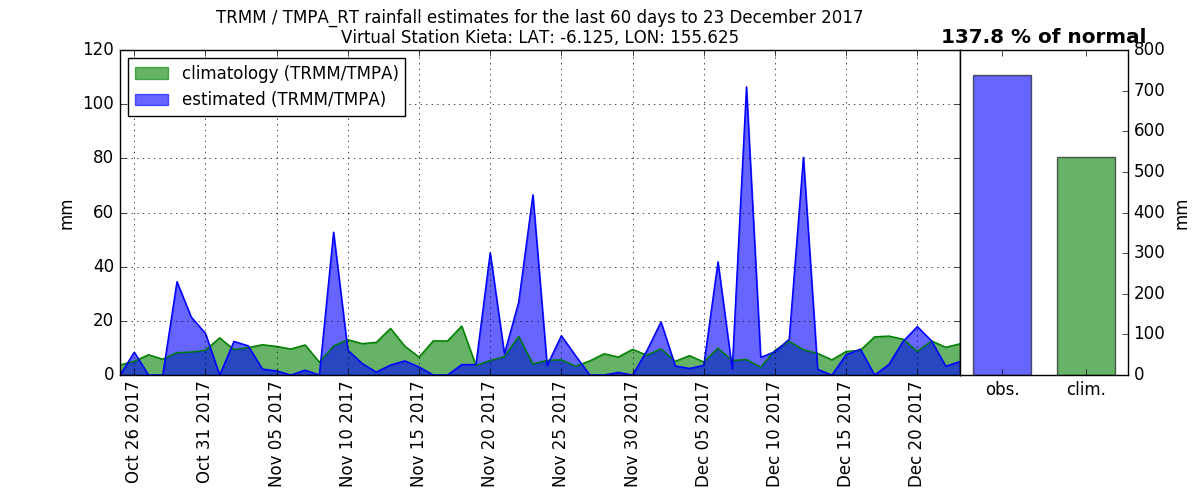 TRMM / TMPA_RT rainfall estimates for the last 60 days to 23 December 2017
Virtual Station Kieta: LAT: -6.125, LON: 155.625
137.8 % of normal
climatology (TRMM/TMPA)
estimated (TRMM/TMPA)
mm
120
100
80
60
40
20
0
Oct 26 2017
Oct 31 2017
Nov 05 2017
Nov 10 2017
Nov 15 2017
Nov 20 2017
Nov 25 2017
Nov 30 2017
Dec 05 2017
Dec 10 2017
Dec 15 2017
Dec 20 2017
obs.
clim.
800
700
600
500
400
300
200
100
0
mm